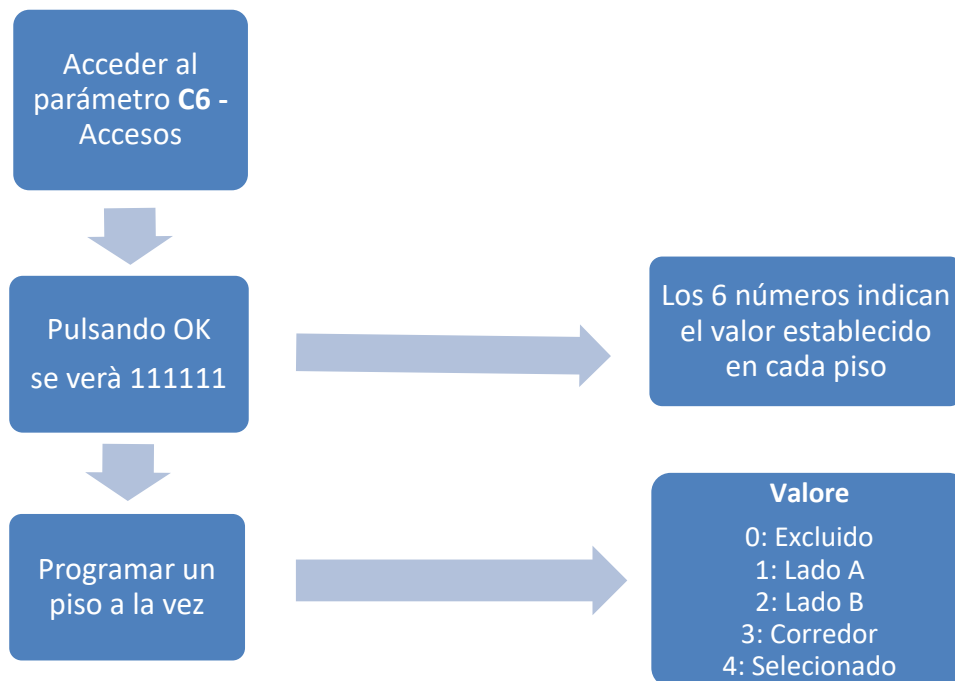 Acceder al
parámetro C6 -
Accesos
Pulsando OK
se verà 111111
Los 6 números indican
el valor establecido
en cada piso
Programar un
piso a la vez
Valore
0: Excluido
1: Lado A
2: Lado B
3: Corredor
4: Selecionado